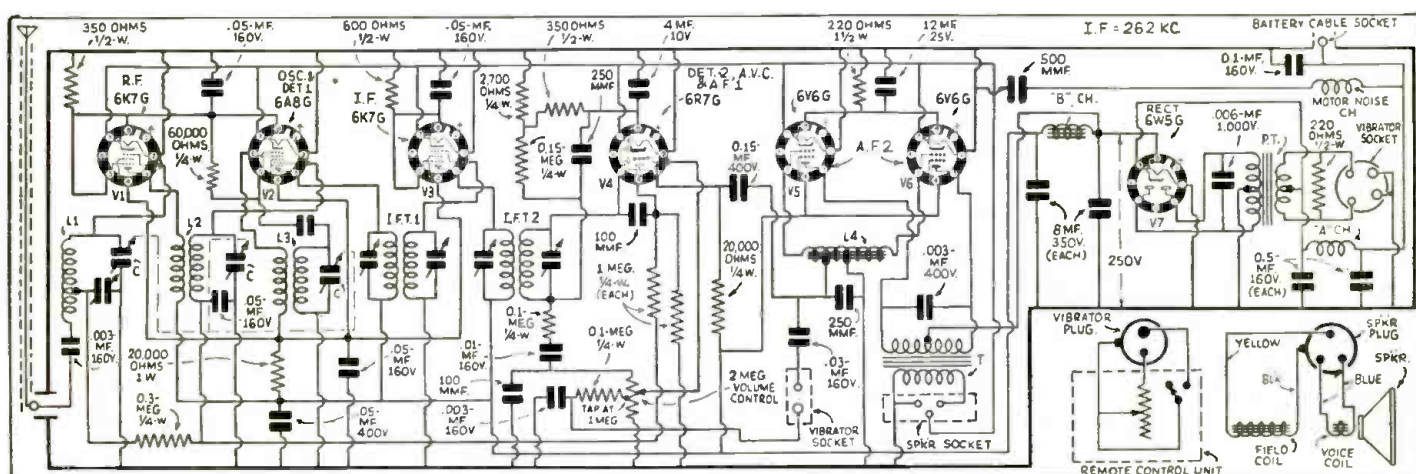 350 OHMS
1/2-W.
.05-MF.
160V.
600 OHMS
1/2-W
.05-MF.
160V.
350 OHMS
1/2-W.
4 MF.
10V
220 OHMS
1 1/2 W
12 MF.
25V.
I.F = 262 KC
BATTERY CABLE SOCKET
R.F.
6K7G
OSC. &
DET 1
6A8G
I.F.
6K7G
2,700
OHMS
1/4-W.
250
MMF.
DET. 2, A.V.C.
& A.F 1
6R7G
6V6G
6V6G
500
MMF.
0.1-MF.
160V.
MOTOR NOISE
CH
"B" CH.
RECT
6W5G
.006-MF
1,000V.
P.T.
220
OHMS
1/2-W
VIBRATOR
SOCKET
60,000
OHMS
1/4-W
0.15-
MEG
1/4-W
0.15-
MF
400V.
A.F 2
V1
V2
V3
V4
V5
V6
V7
L1
L2
L3
I.F.T.1
I.F.T.2
100
MMF
L4
8 MF.
350V.
(EACH)
250V
"A" CH
0.5-
MF
160V.
(EACH)
C
C
C
.05-
MF
160V
1 MEG.
1/4-W.
(EACH)
20,000
OHMS
1/4W.
.003-
MF
400V.
250
MMF.
.003-
MF
160V.
20,000
OHMS
1 W
0.3-
MEG
1/4-W
.05-
MF
400V
.05-
MF
160V
.01-
MF
160V.
0.1-
MEG
1/4-W
100
MMF.
.003-
MF
160V
0.1-MEG
1/4-W
TAP AT
1 MEG
2 MEG
VOLUME
CONTROL
.03-
MF
160V.
VIBRATOR
SOCKET
T
SPKR SOCKET
VIBRATOR
PLUG.
REMOTE CONTROL UNIT
YELLOW
BLUE
SPKR
PLUG
SPKR.
FIELD
COIL
VOICE
COIL